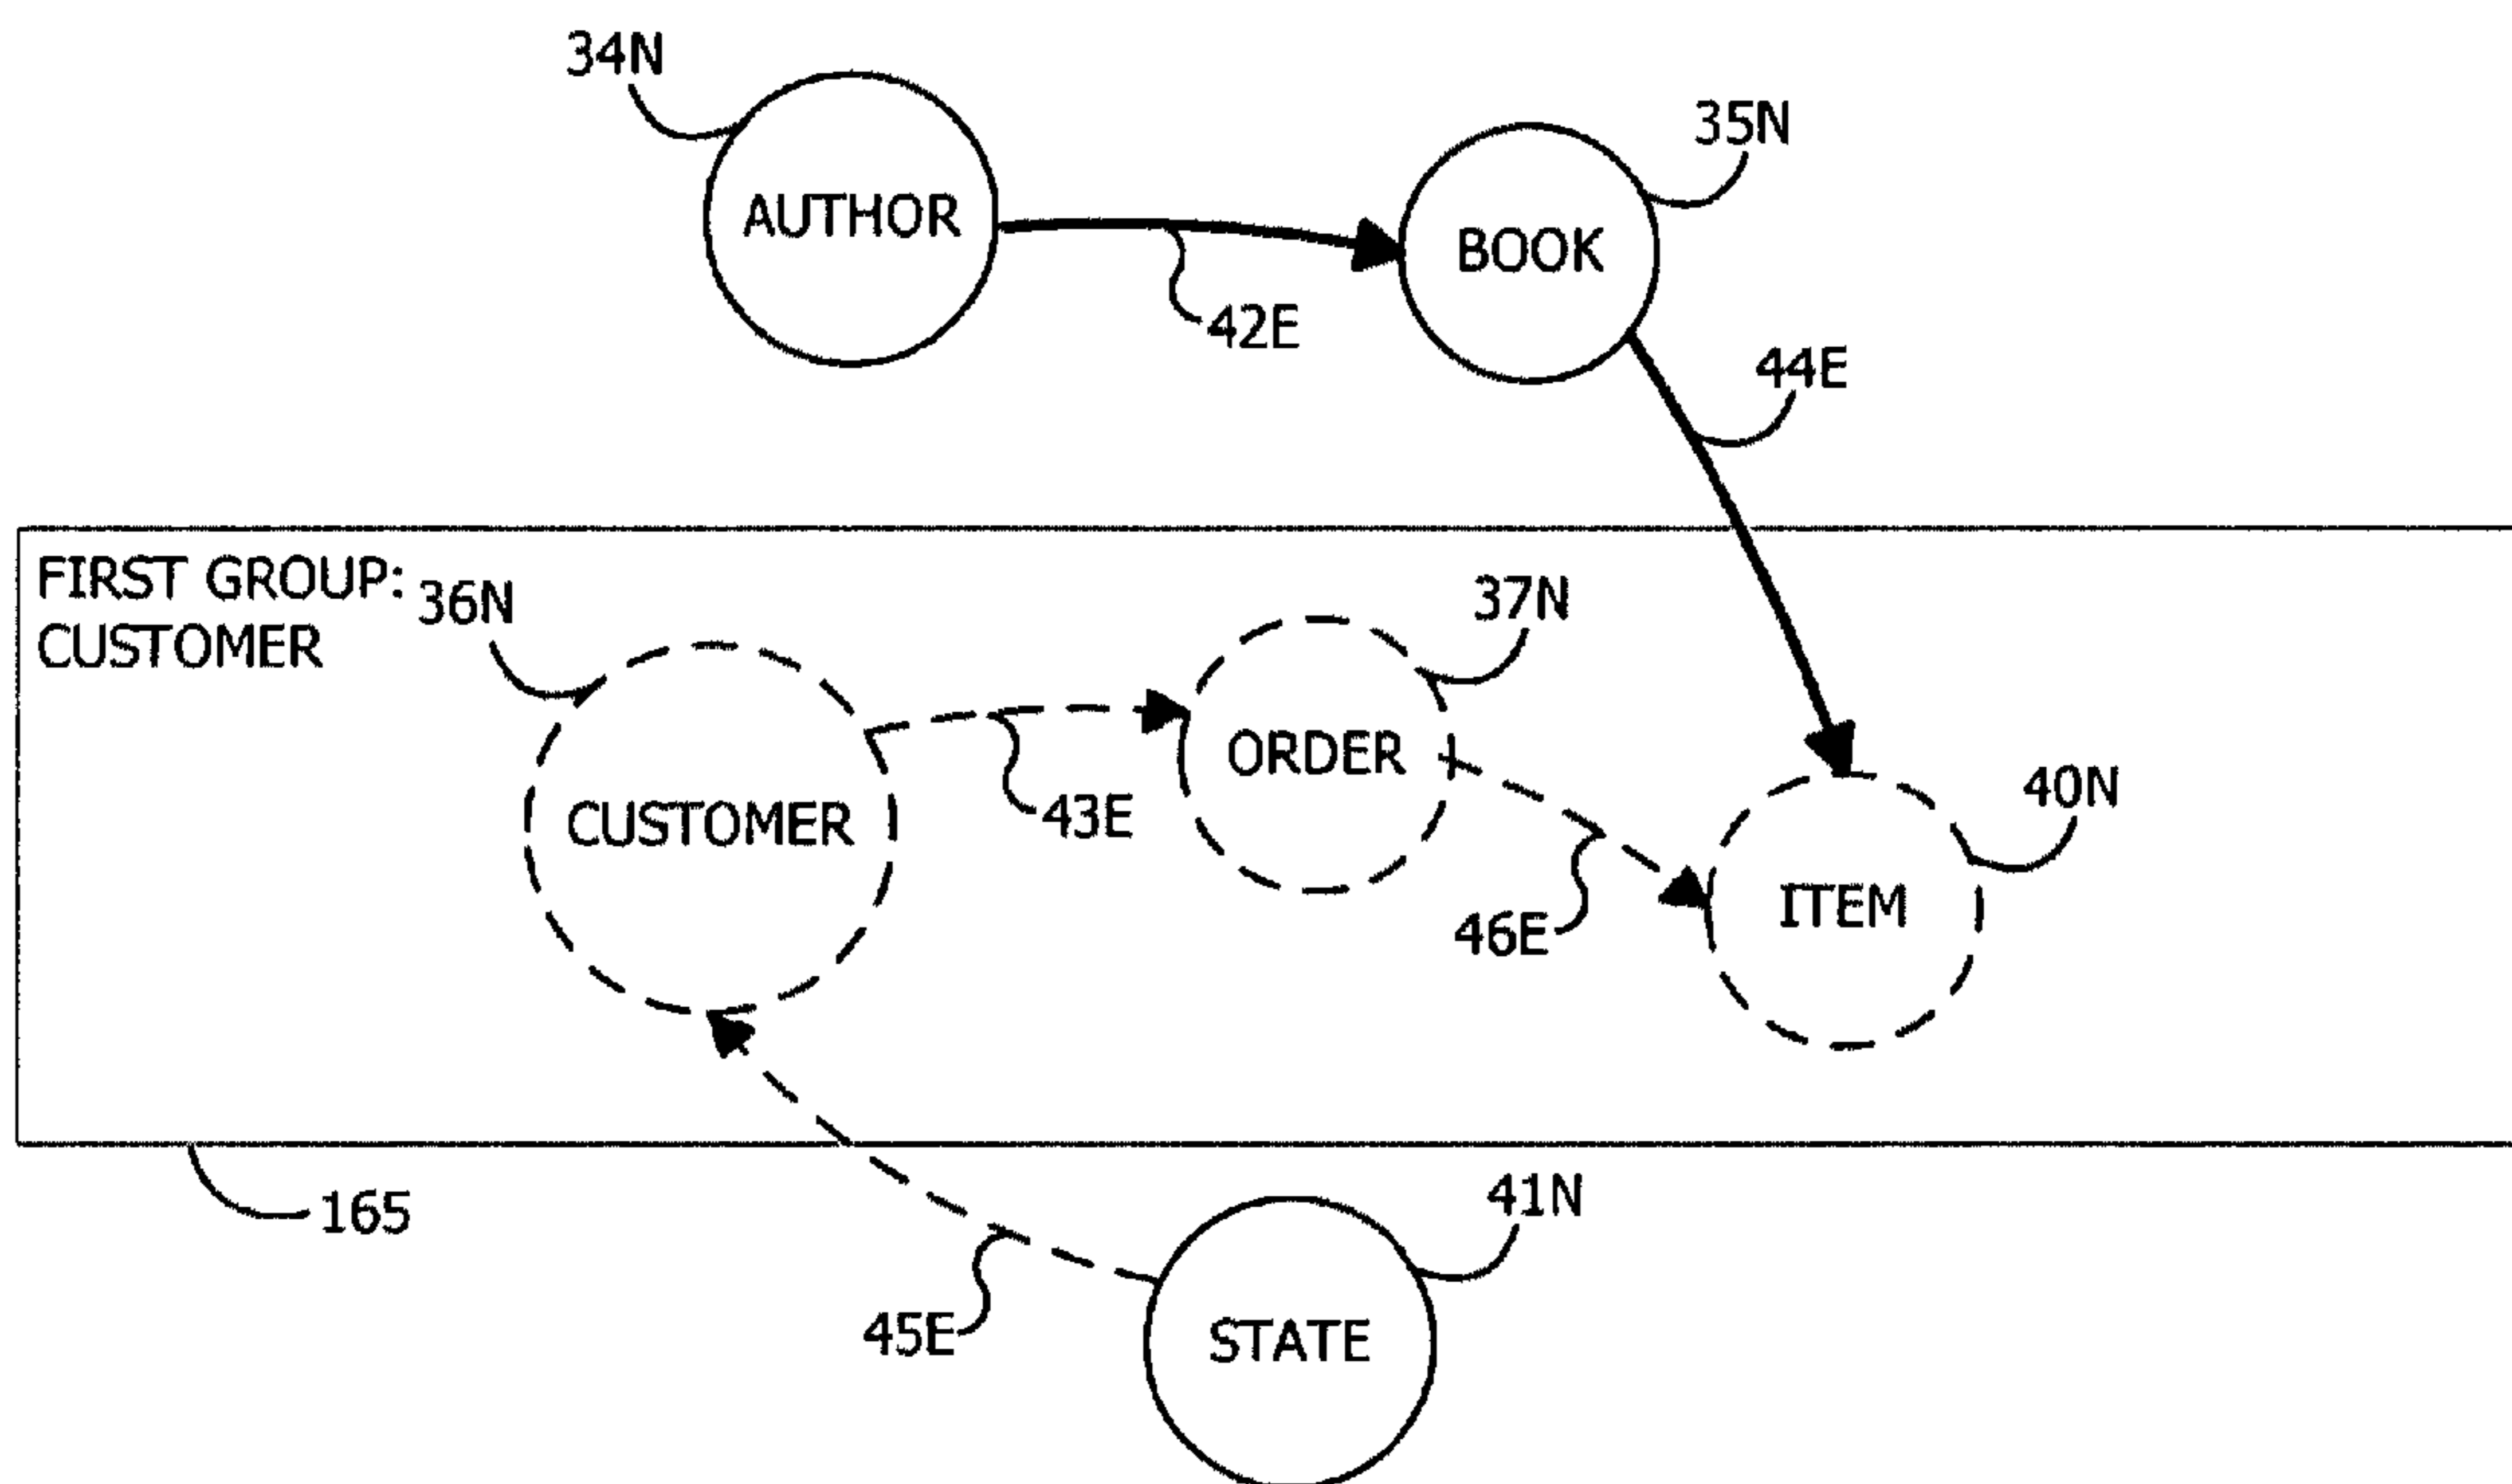 34N
35N
AUTHOR
BOOK
42E
44E
FIRST GROUP:
CUSTOMER
36N
37N
ORDER
40N
CUSTOMER
43E
ITEM
46E
165
41N
45E
STATE